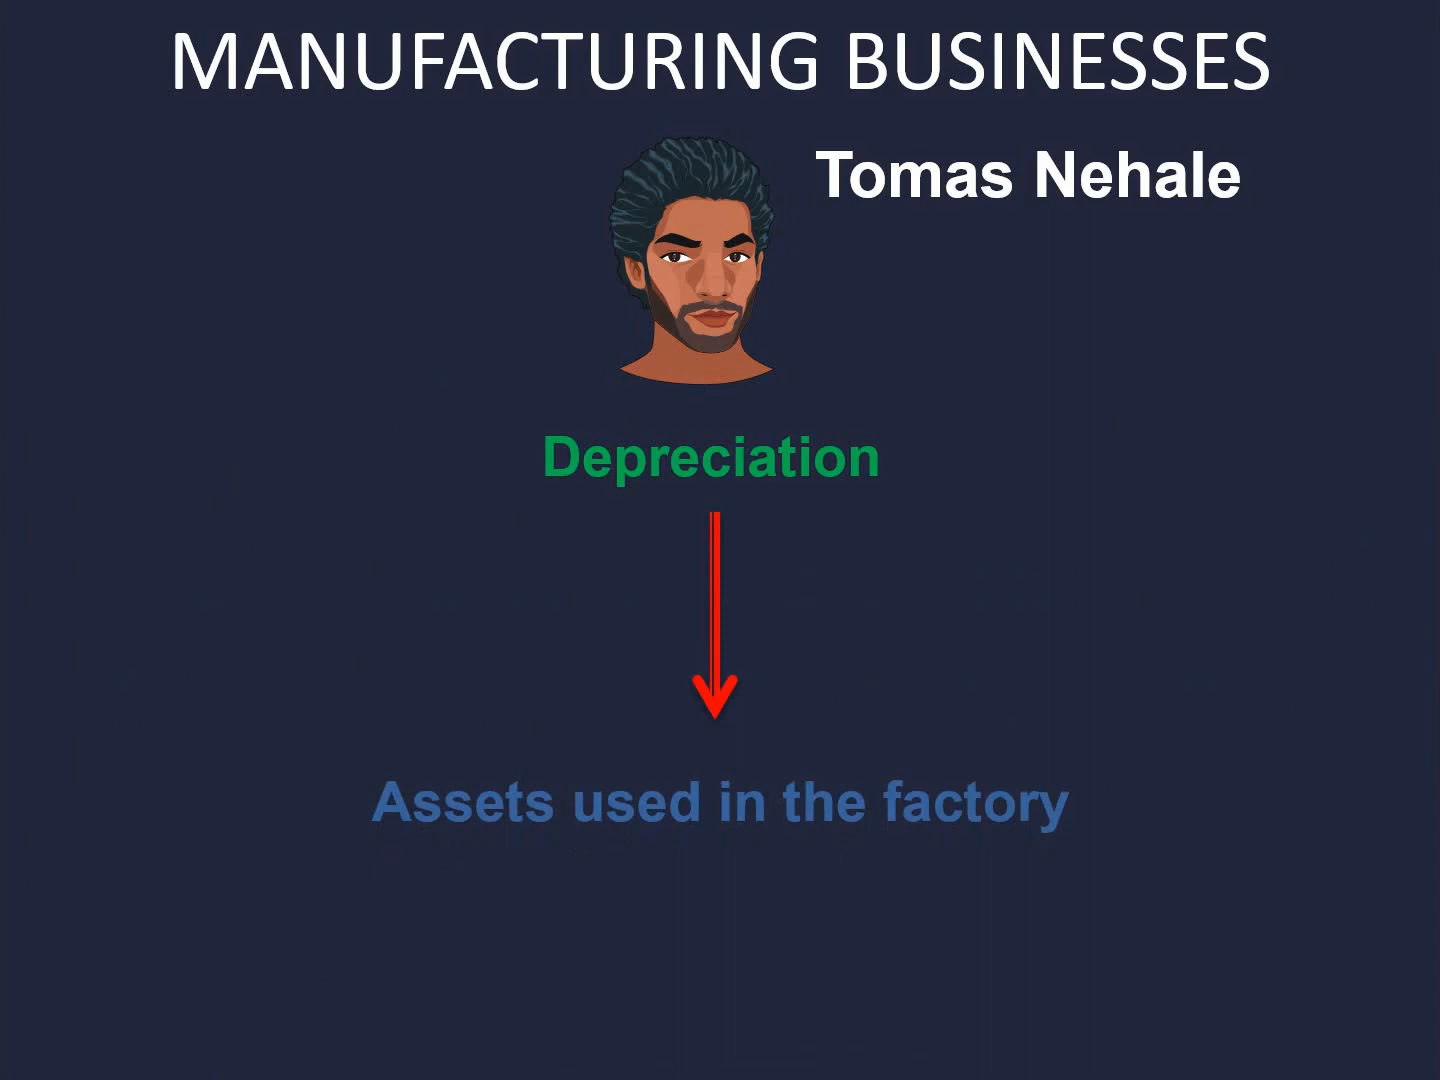 MANUFACTURING BUSINESSES
Tomas Nehale
Depreciation
Assets used in the factory